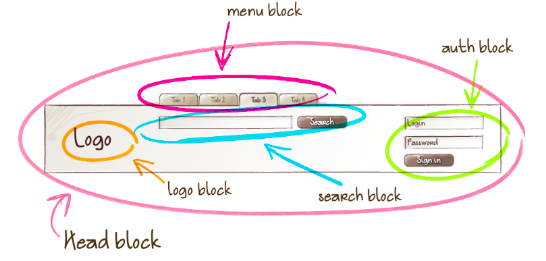 menu block
auth block
Tab 1 Tab 2 Tab 3 Tab 4
Search
Login
Logo
Password
Sign in
logo block
search block
Head block